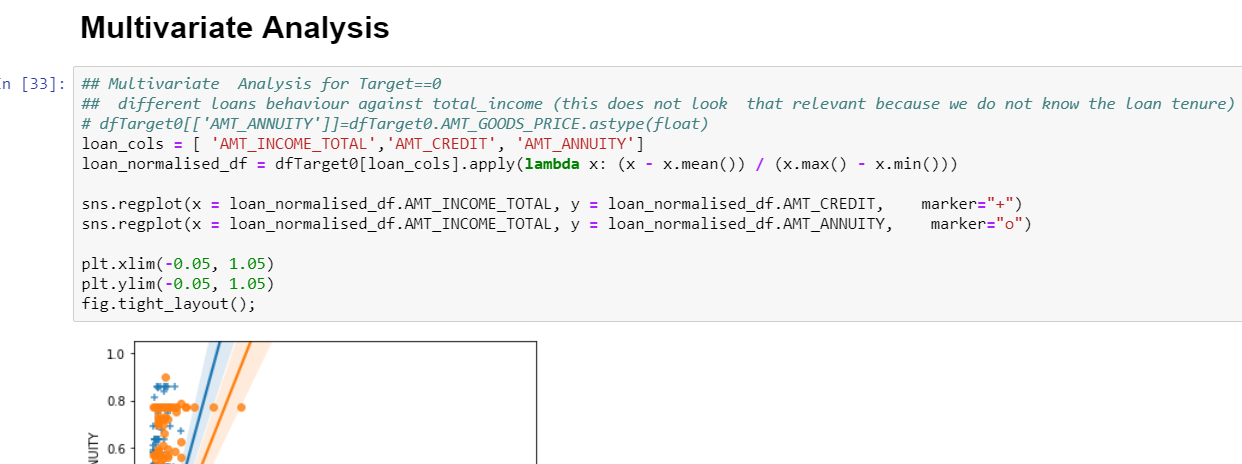 Multivariate Analysis
n [33]:
## Multivariate  Analysis for Target==0
##  different loans behaviour against total_income (this does not look  that relevant because we do not know the loan tenure)
# dfTarget0[['AMT_ANNUITY']]=dfTarget0.AMT_GOODS_PRICE.astype(float)
loan_cols = [ 'AMT_INCOME_TOTAL','AMT_CREDIT', 'AMT_ANNUITY']
loan_normalised_df = dfTarget0[loan_cols].apply(lambda x: (x - x.mean()) / (x.max() - x.min()))
sns.regplot(x = loan_normalised_df.AMT_INCOME_TOTAL, y = loan_normalised_df.AMT_CREDIT,    marker="+")
sns.regplot(x = loan_normalised_df.AMT_INCOME_TOTAL, y = loan_normalised_df.AMT_ANNUITY,    marker="o")
plt.xlim(-0.05, 1.05)
plt.ylim(-0.05, 1.05)
fig.tight_layout();
1.0
0.8
0.6
NUITY